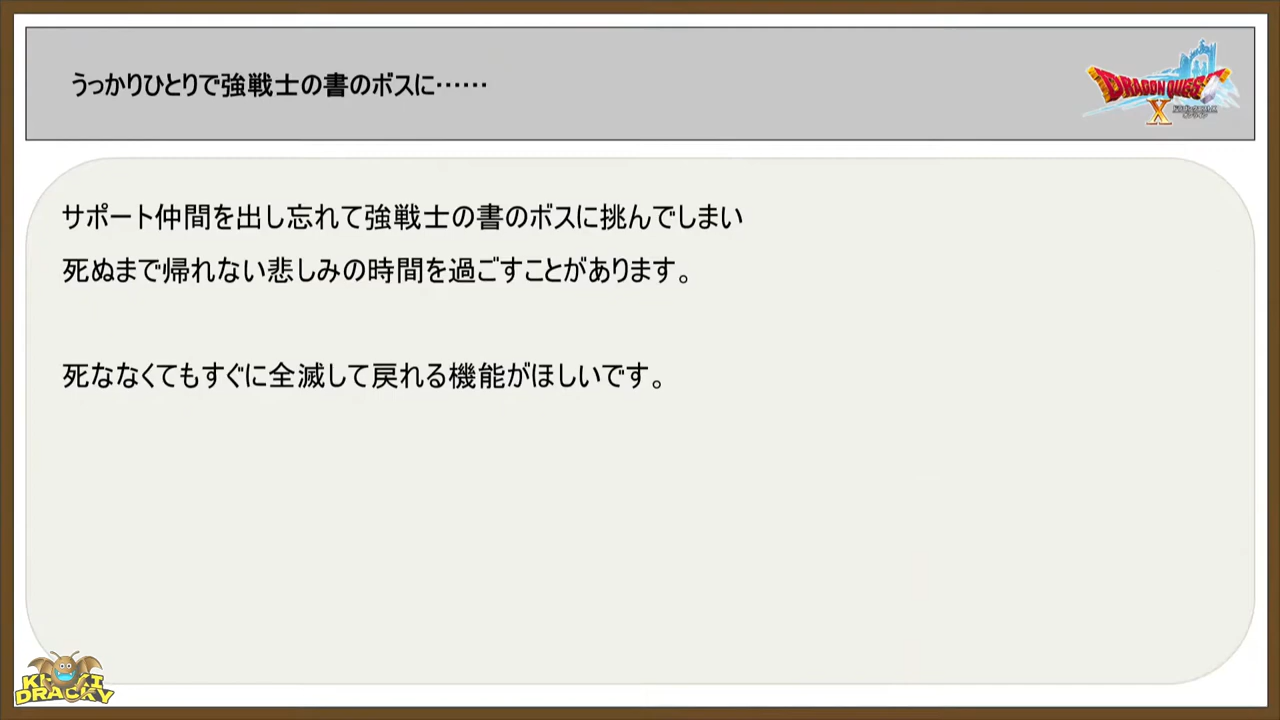 うっかりひとりで強戦士の書のボスに……
DRAGON QUEST
X
サポート仲間を出し忘れて強戦士の書のボスに挑んでしまい
死ぬまで帰れない悲しみの時間を過ごすことがあります。
死ななくてもすぐに全滅して戻れる機能がほしいです。
DRACKY